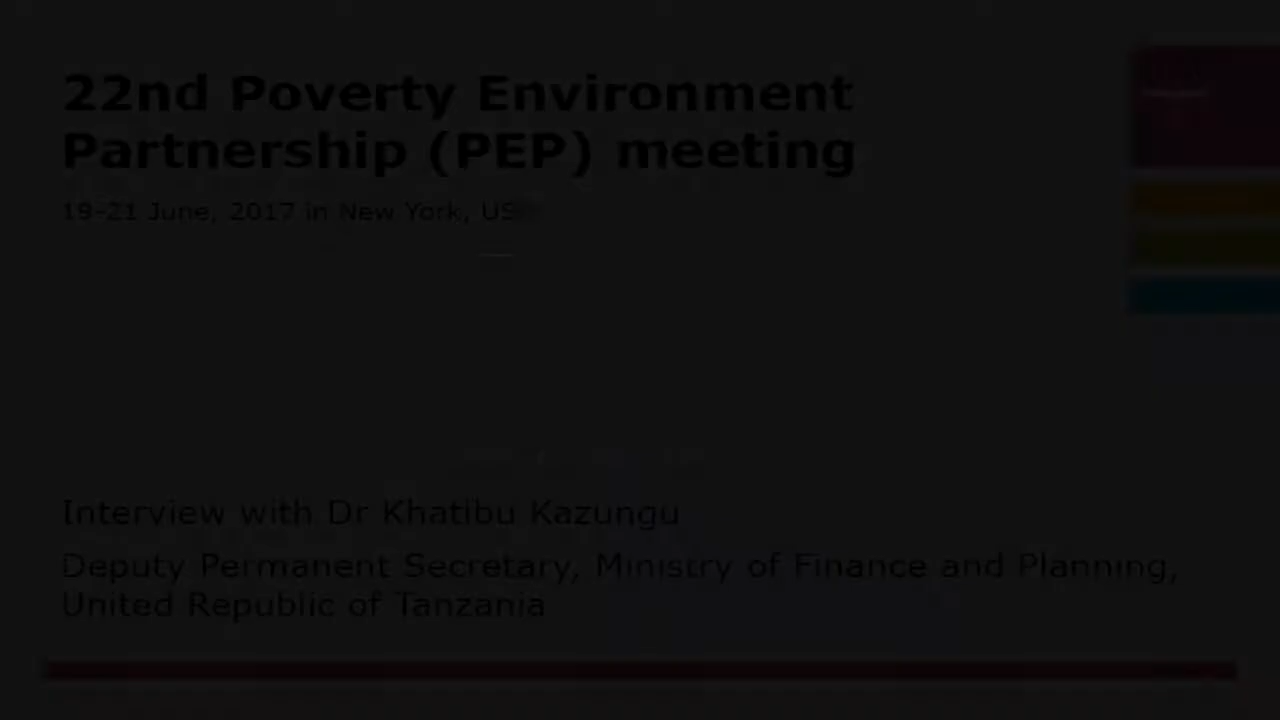 22nd Poverty Environment
Partnership (PEP) meeting
19-21 June, 2017 in New York, US
Interview with Dr Khatibu Kazungu
Deputy Permanent Secretary, Ministry of Finance and Planning,
United Republic of Tanzania